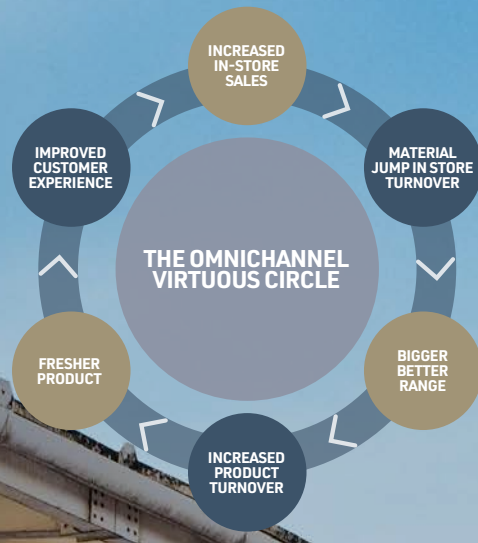 INCREASED
IN-STORE
SALES
IMPROVED
CUSTOMER
EXPERIENCE
MATERIAL
JUMP IN STORE
TURNOVER
THE OMNICHANNEL
VIRTUOUS CIRCLE
FRESHER
PRODUCT
BIGGER
BETTER
RANGE
INCREASED
PRODUCT
TURNOVER